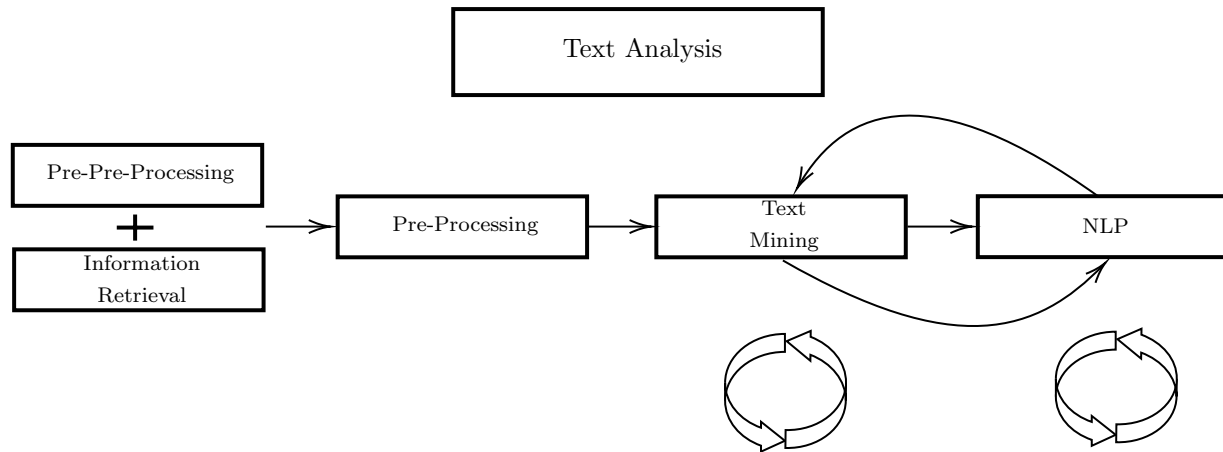 Text Analysis
Pre-Pre-Processing
+
Information
Retrieval
Pre-Processing
Text
Mining
NLP